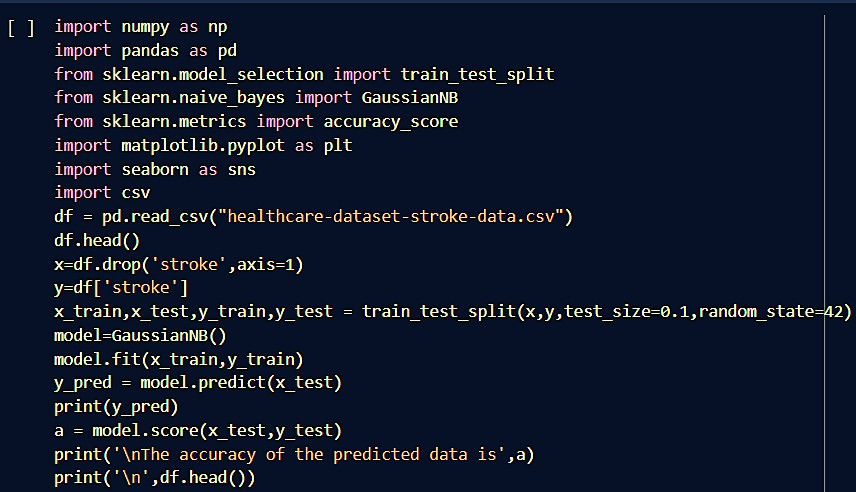 [ ] import numpy as np
import pandas as pd
from sklearn.model_selection import train_test_split
from sklearn.naive_bayes import GaussianNB
from sklearn.metrics import accuracy_score
import matplotlib.pyplot as plt
import seaborn as sns
import csv
df = pd.read_csv("healthcare-dataset-stroke-data.csv")
df.head()
x=df.drop('stroke',axis=1)
y=df['stroke']
x_train,x_test,y_train,y_test = train_test_split(x,y,test_size=0.1,random_state=42)
model=GaussianNB()
model.fit(x_train,y_train)
y_pred = model.predict(x_test)
print(y_pred)
a = model.score(x_test,y_test)
print('\nThe accuracy of the predicted data is',a)
print('\n',df.head())